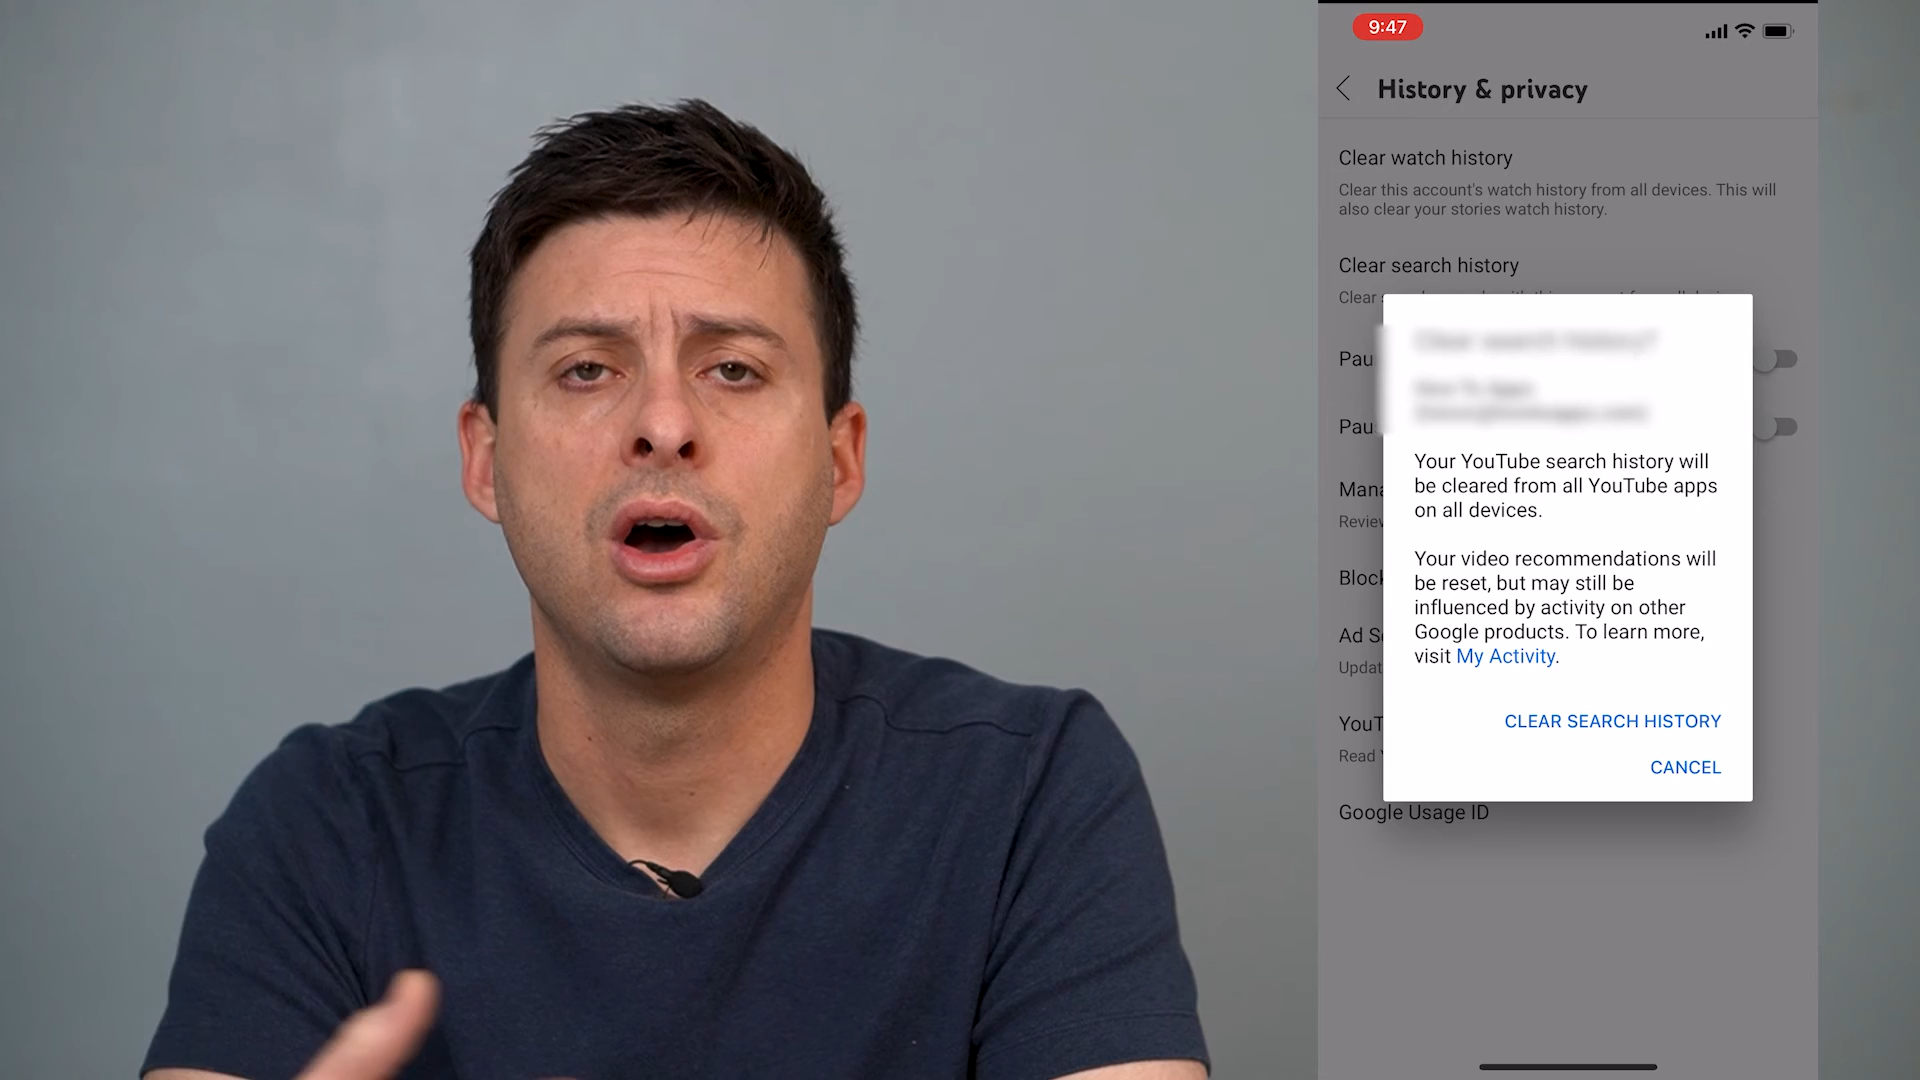 9:47
History & privacy
Clear watch history
Clear this account's watch history from all devices. This will
also clear your stories watch history.
Clear search history
Clear
Pau
Pau
Mana
Review
Block
Ad Se
Updat
YouT
Read
Your YouTube search history will
be cleared from all YouTube apps
on all devices.
Your video recommendations will
be reset, but may still be
influenced by activity on other
Google products. To learn more,
visit My Activity.
CLEAR SEARCH HISTORY
CANCEL
Google Usage ID